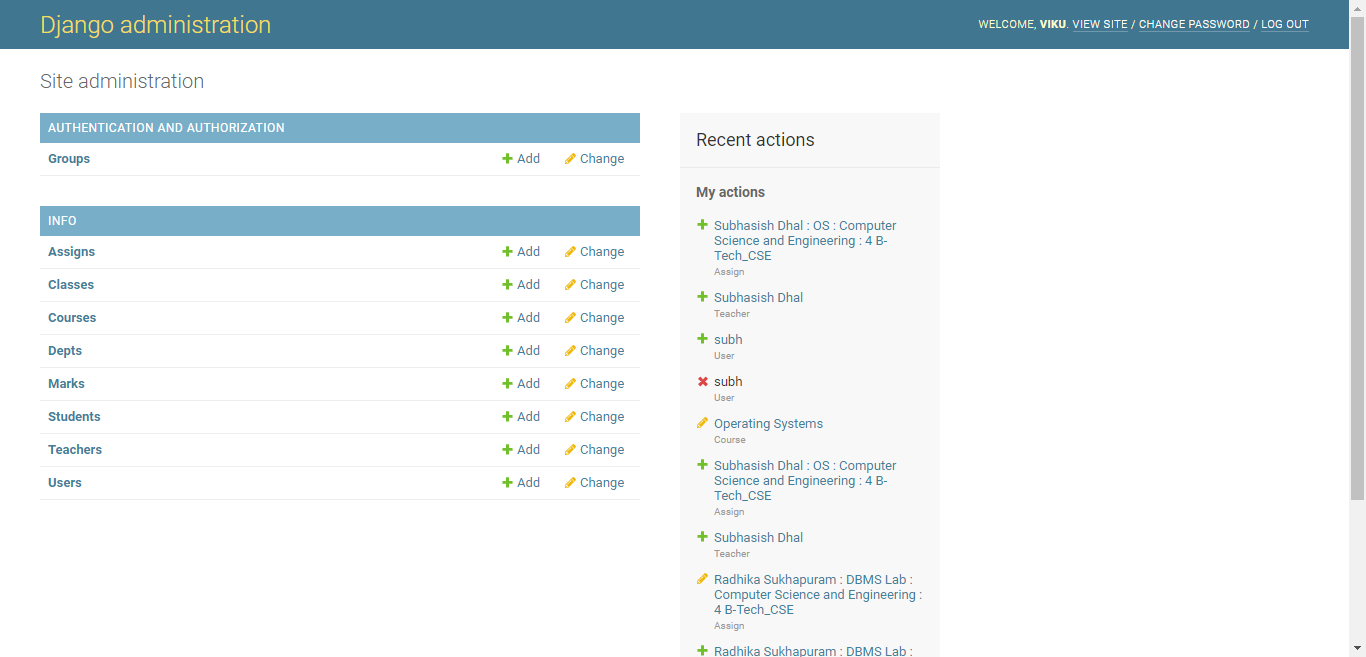 Django administration
WELCOME, VIKU. VIEW SITE / CHANGE PASSWORD / LOG OUT
Site administration
AUTHENTICATION AND AUTHORIZATION
Groups Add Change
INFO
Assigns Add Change
Classes Add Change
Courses Add Change
Depts Add Change
Marks Add Change
Students Add Change
Teachers Add Change
Users Add Change
Recent actions
My actions
Subhasish Dhal : OS : Computer
Science and Engineering : 4 B-
Tech_CSE
Assign
Subhasish Dhal
Teacher
subh
User
subh
User
Operating Systems
Course
Subhasish Dhal : OS : Computer
Science and Engineering : 4 B-
Tech_CSE
Assign
Subhasish Dhal
Teacher
Radhika Sukhapuram : DBMS Lab :
Computer Science and Engineering :
4 B-Tech_CSE
Assign
Radhika Sukhapuram : DBMS Lab :